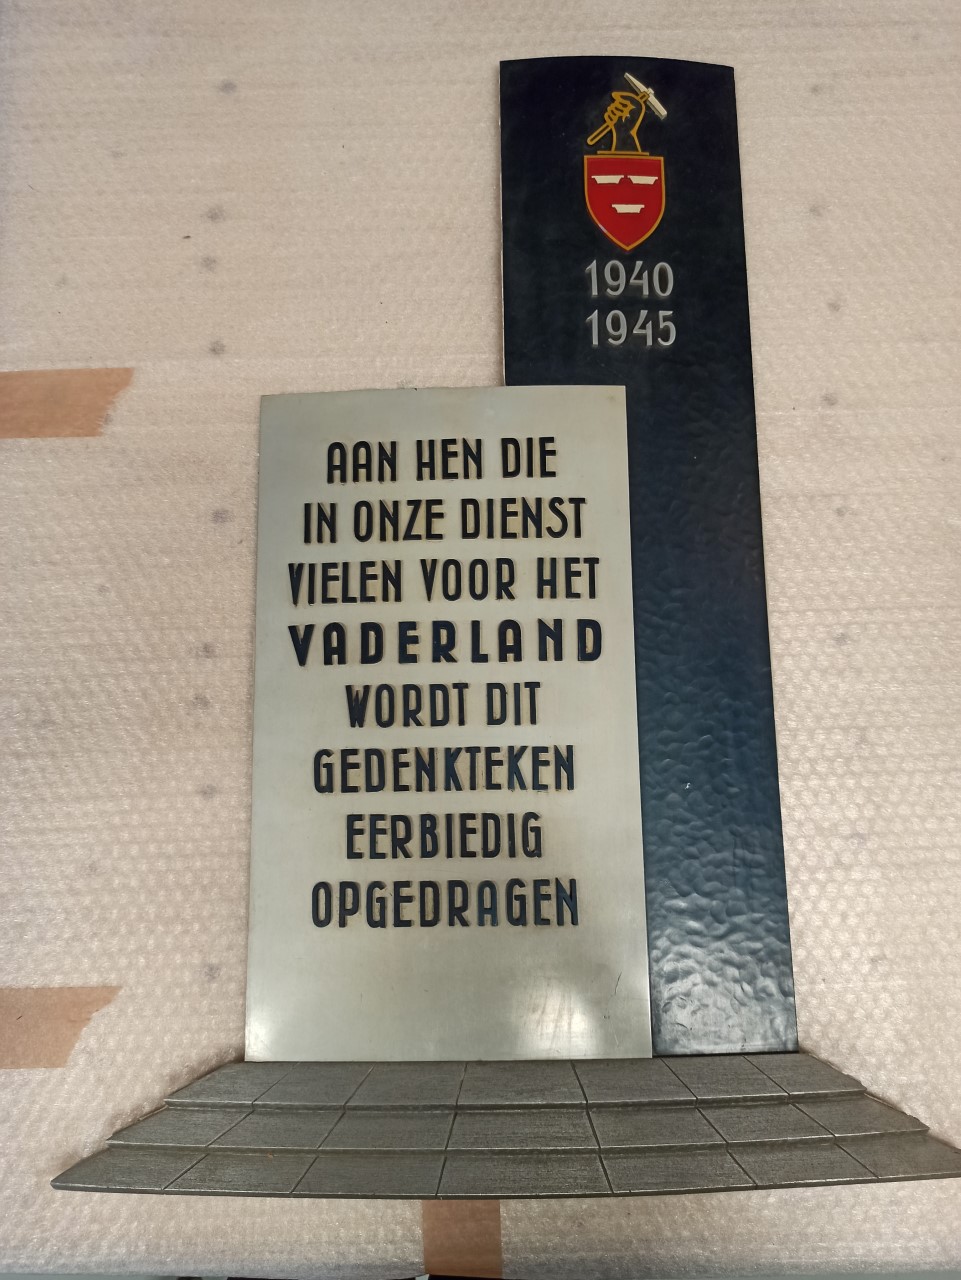 1940
1945
AAN HEN DIE
IN ONZE DIENST
VIELEN VOOR HET
VADERLAND
WORDT DIT
GEDENKTEKEN
EERBIEDIG
OPGEDRAGEN